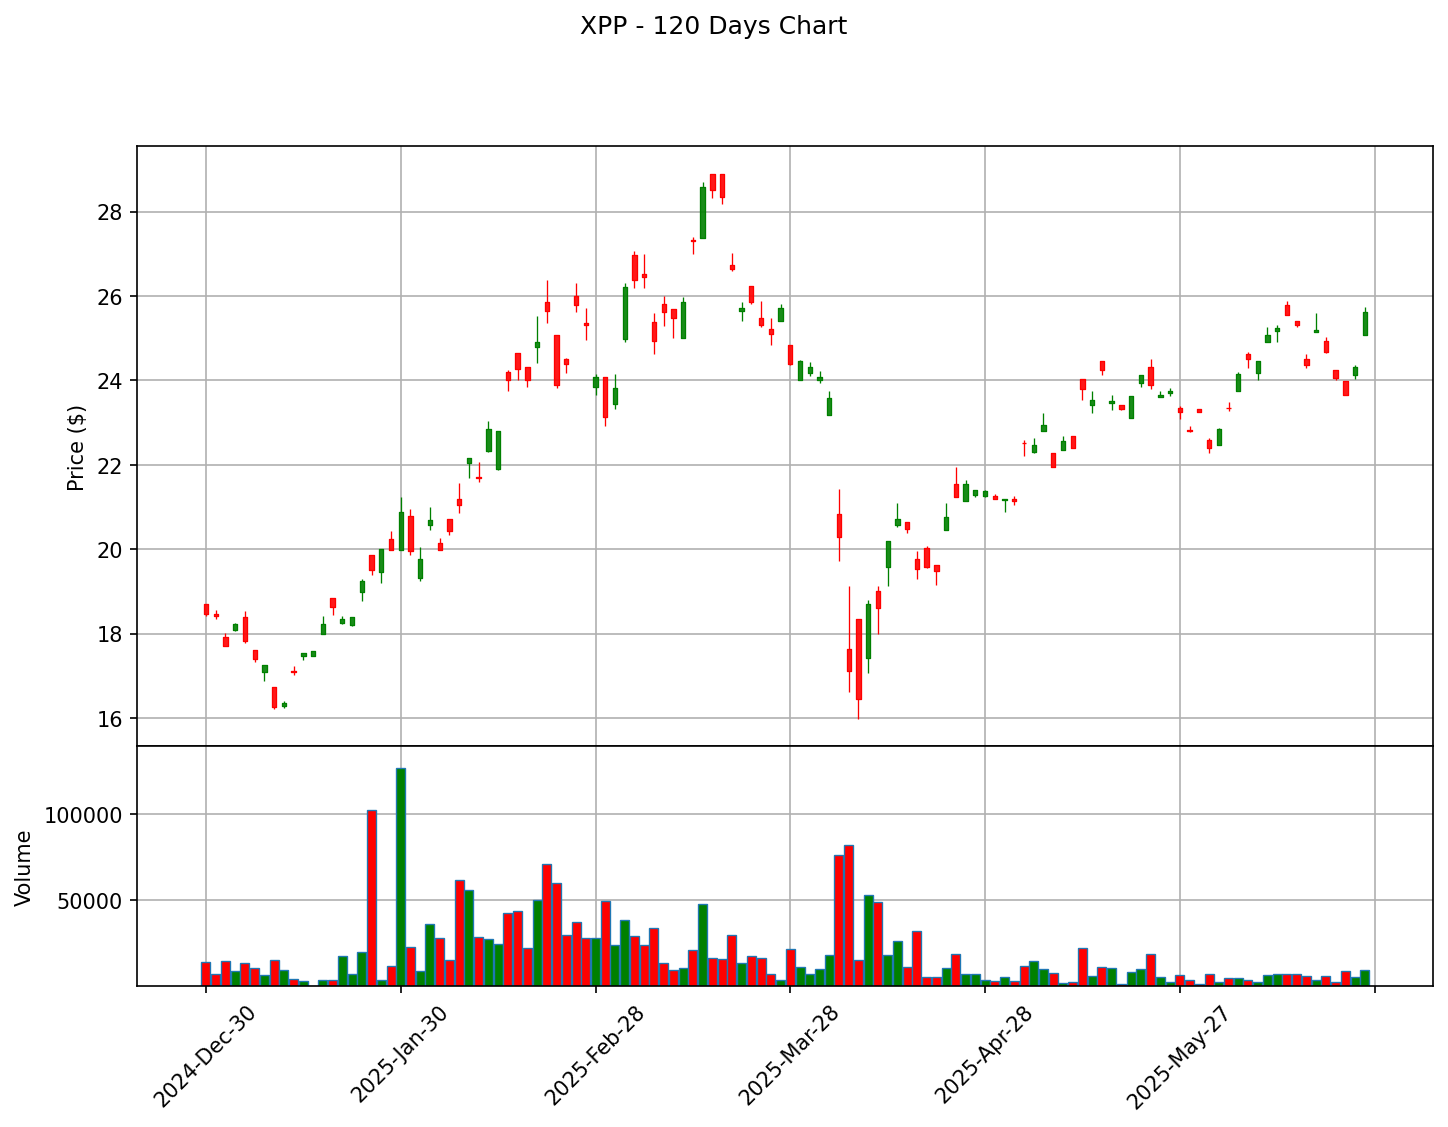 XPP - 120 Days Chart
Price ($)
28
26
24
22
20
18
16
Volume
100000
50000
2024-Dec-30
2025-Jan-30
2025-Feb-28
2025-Mar-28
2025-Apr-28
2025-May-27